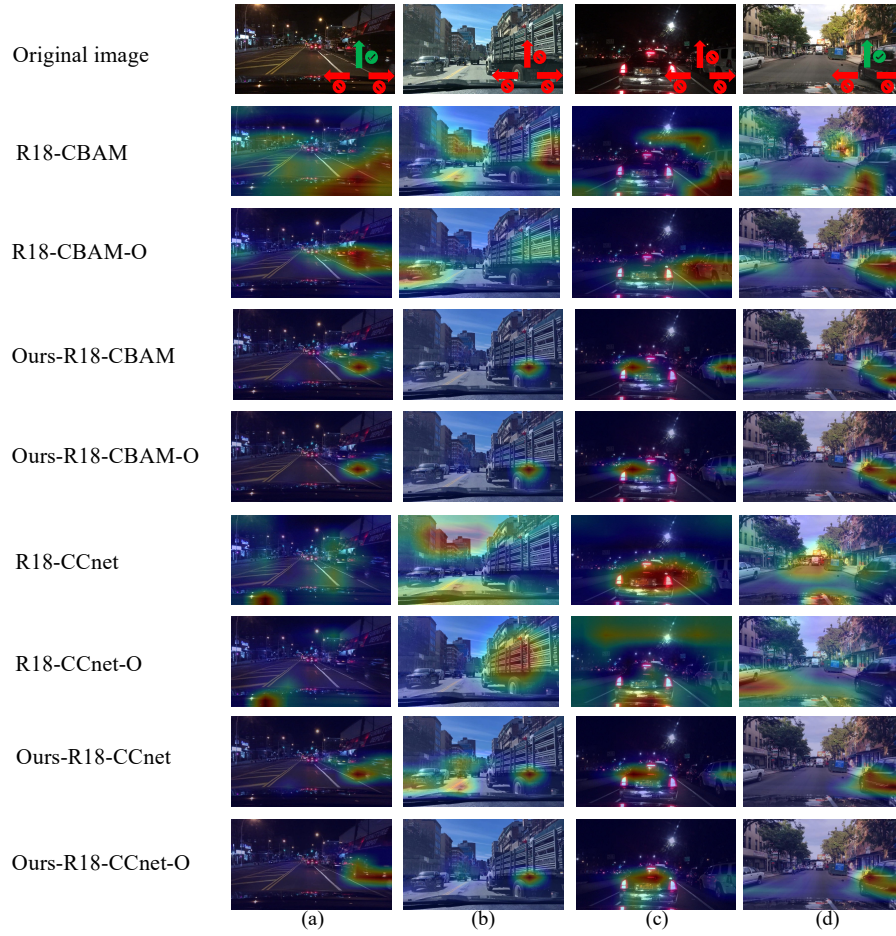 Original image
R18-CBAM
R18-CBAM-O
Ours-R18-CBAM
Ours-R18-CBAM-O
R18-CCnet
R18-CCnet-O
Ours-R18-CCnet
Ours-R18-CCnet-O
(a) (b) (c) (d)